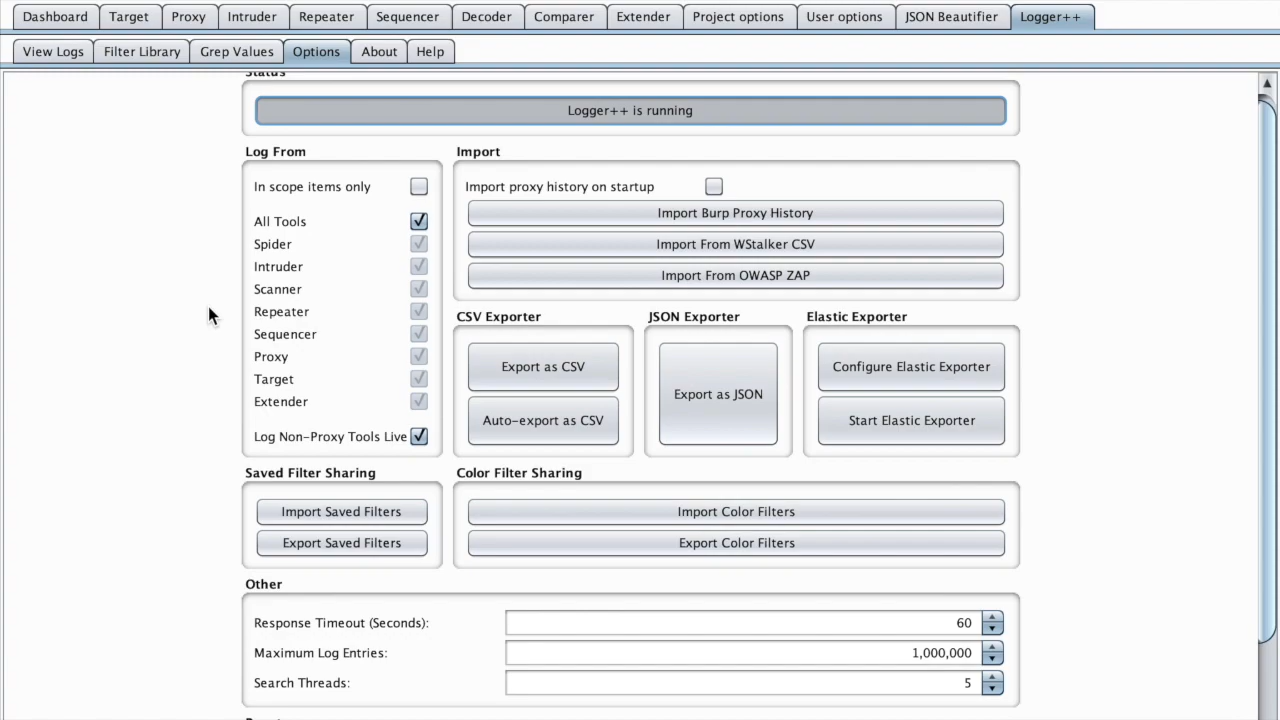 Dashboard Target Proxy Intruder Repeater Sequencer Decoder Comparer Extender Project options User options JSON Beautifier Logger++
View Logs Filter Library Grep Values Options About Help
Status
Logger++ is running
Log From
In scope items only
All Tools
Spider
Intruder
Scanner
Repeater
Sequencer
Proxy
Target
Extender
Log Non-Proxy Tools Live
Import
Import proxy history on startup
Import Burp Proxy History
Import From WStalker CSV
Import From OWASP ZAP
CSV Exporter
Export as CSV
Auto-export as CSV
JSON Exporter
Export as JSON
Elastic Exporter
Configure Elastic Exporter
Start Elastic Exporter
Saved Filter Sharing
Import Saved Filters
Export Saved Filters
Color Filter Sharing
Import Color Filters
Export Color Filters
Other
Response Timeout (Seconds): 60
Maximum Log Entries: 1,000,000
Search Threads: 5